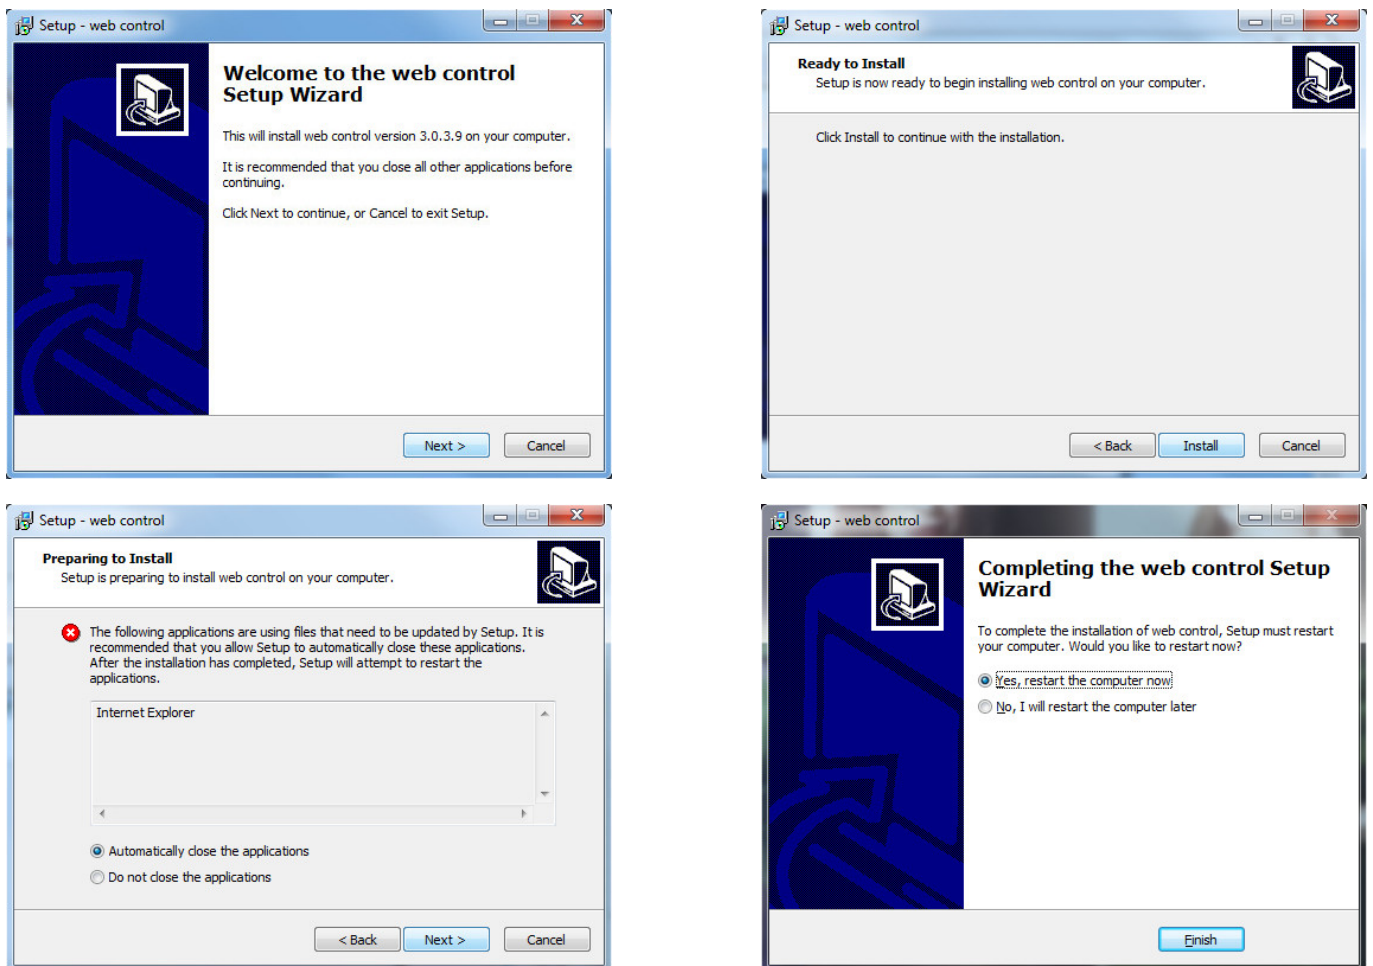 Setup - web control
Welcome to the web control
Setup Wizard
This will install web control version 3.0.3.9 on your computer.
It is recommended that you close all other applications before
continuing.
Click Next to continue, or Cancel to exit Setup.
Next >
Cancel
Setup - web control
Ready to Install
Setup is now ready to begin installing web control on your computer.
Click Install to continue with the installation.
< Back
Install
Cancel
Setup - web control
Preparing to Install
Setup is preparing to install web control on your computer.
The following applications are using files that need to be updated by Setup. It is
recommended that you allow Setup to automatically close these applications.
After the installation has completed, Setup will attempt to restart the
applications.
Internet Explorer
Automatically close the applications
Do not close the applications
< Back
Next >
Cancel
Setup - web control
Completing the web control Setup
Wizard
To complete the installation of web control, Setup must restart
your computer. Would you like to restart now?
Yes, restart the computer now
No, I will restart the computer later
Finish